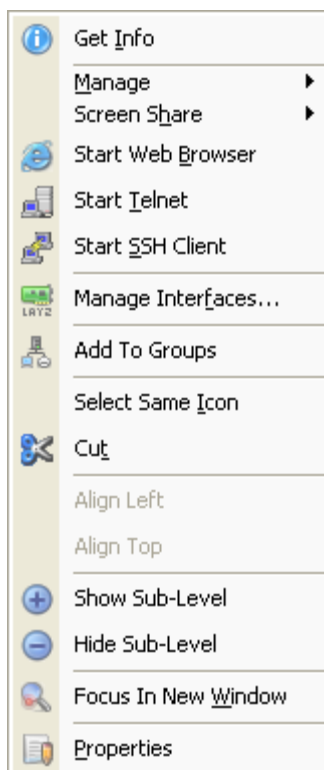 Get Info
Manage
Screen Share
Start Web Browser
Start Telnet
Start SSH Client
Manage Interfaces...
LAY2
Add To Groups
Select Same Icon
Cut
Align Left
Align Top
Show Sub-Level
Hide Sub-Level
Focus In New Window
Properties